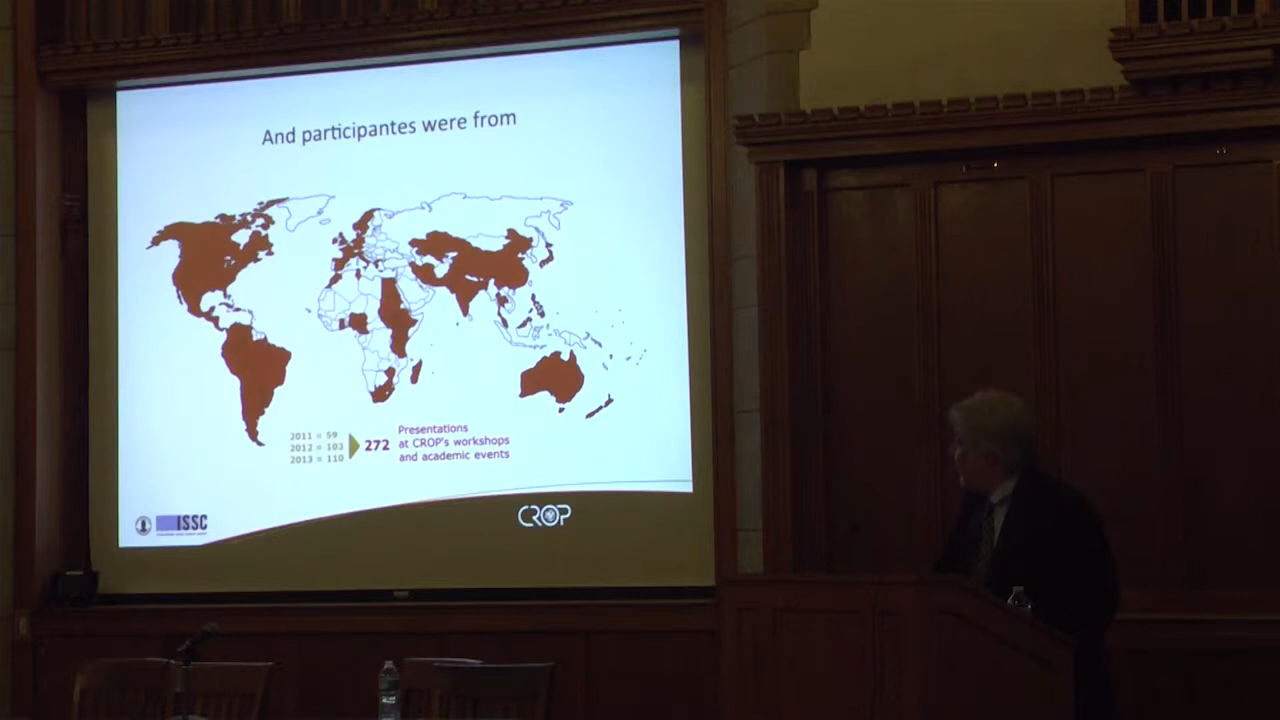 And participantes were from
2011 = 59
2012 = 103
2013 = 110
272
Presentations
at CROP's workshops
and academic events
ISSC
CROP